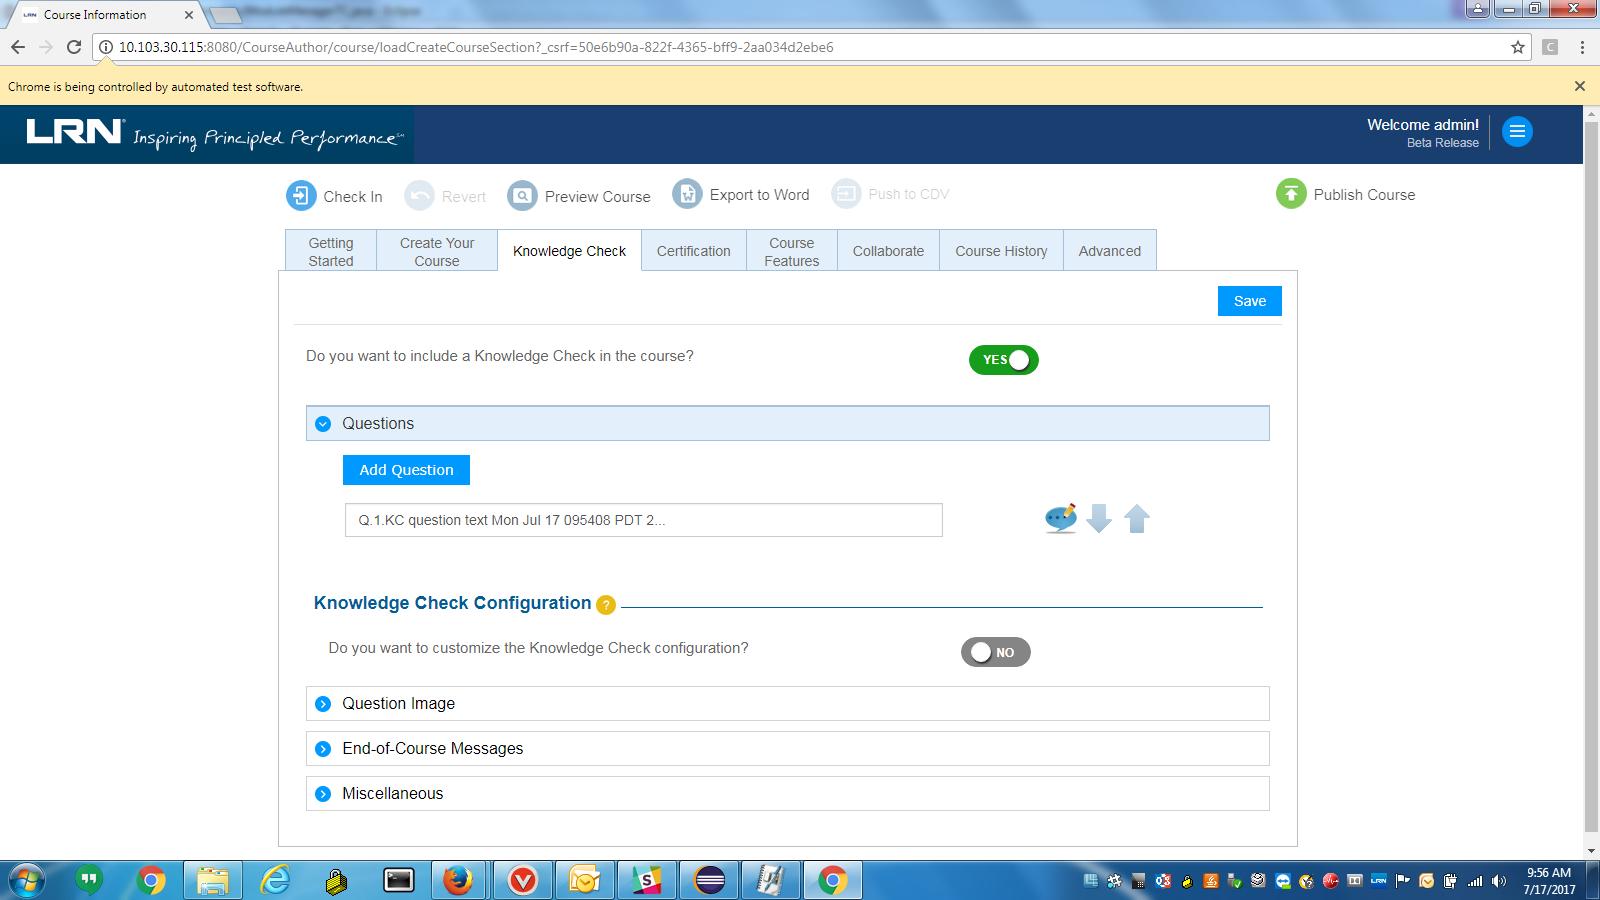 LRN Course Information
10.103.30.115:8080/CourseAuthor/course/loadCreateCourseSection?_csrf=50e6b90a-822f-4365-bff9-2aa034d2ebe6
C
Chrome is being controlled by automated test software.
LRN Inspiring Principled Performance℠
Welcome admin!
Beta Release
Check In Revert Preview Course Export to Word Push to CDV Publish Course
Getting Started Create Your Course Knowledge Check Certification Course Features Collaborate Course History Advanced
Save
Do you want to include a Knowledge Check in the course? YES
Questions
Add Question
Q.1.KC question text Mon Jul 17 095408 PDT 2...
Knowledge Check Configuration ?
Do you want to customize the Knowledge Check configuration? NO
Question Image
End-of-Course Messages
Miscellaneous
LRN
9:56 AM
7/17/2017